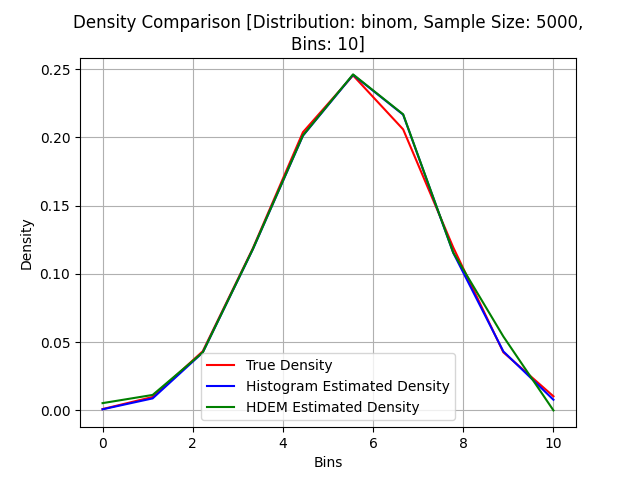 Density Comparison [Distribution: binom, Sample Size: 5000,
Bins: 10]
0.25
0.20
0.15
0.10
0.05
0.00
Density
True Density
Histogram Estimated Density
HDEM Estimated Density
0 2 4 6 8 10
Bins